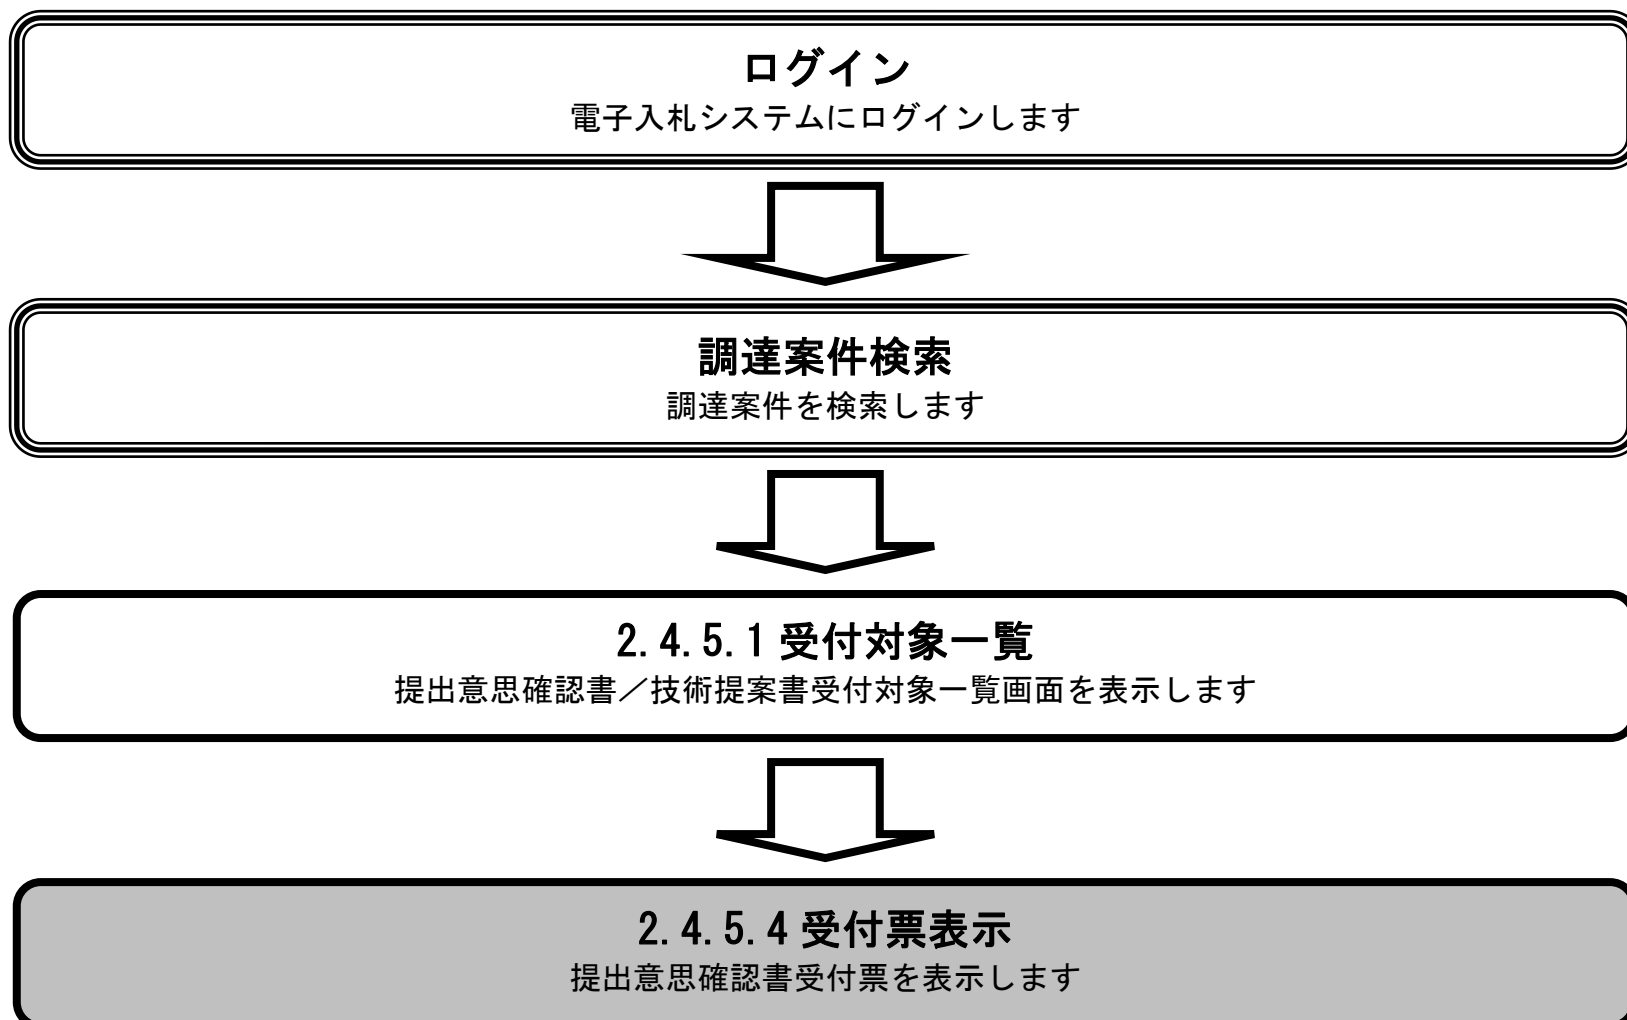 ログイン
電子入札システムにログインします
調達案件検索
調達案件を検索します
2.4.5.1 受付対象一覧
提出意思確認書／技術提案書受付対象一覧画面を表示します
2.4.5.4 受付票表示
提出意思確認書受付票を表示します